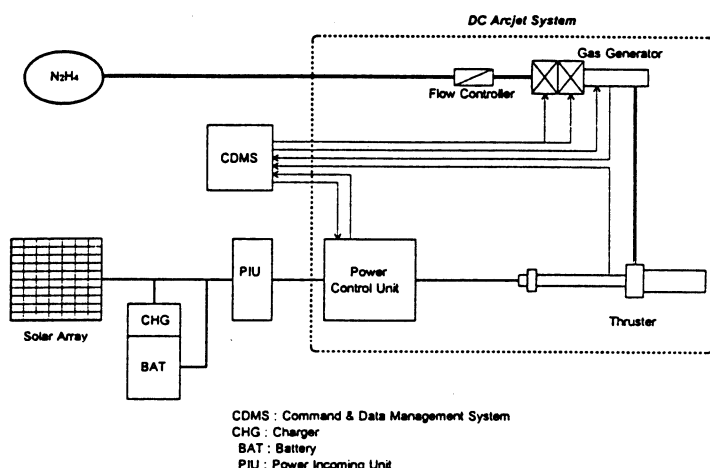 DC Arcjet System
Gas Generator
N₂H₄
Flow Controller
CDMS
PIU
Power
Control Unit
CHG
Solar Array
BAT
Thruster
CDMS : Command & Data Management System
CHG : Charger
BAT : Battery
PIU : Power Incoming Unit